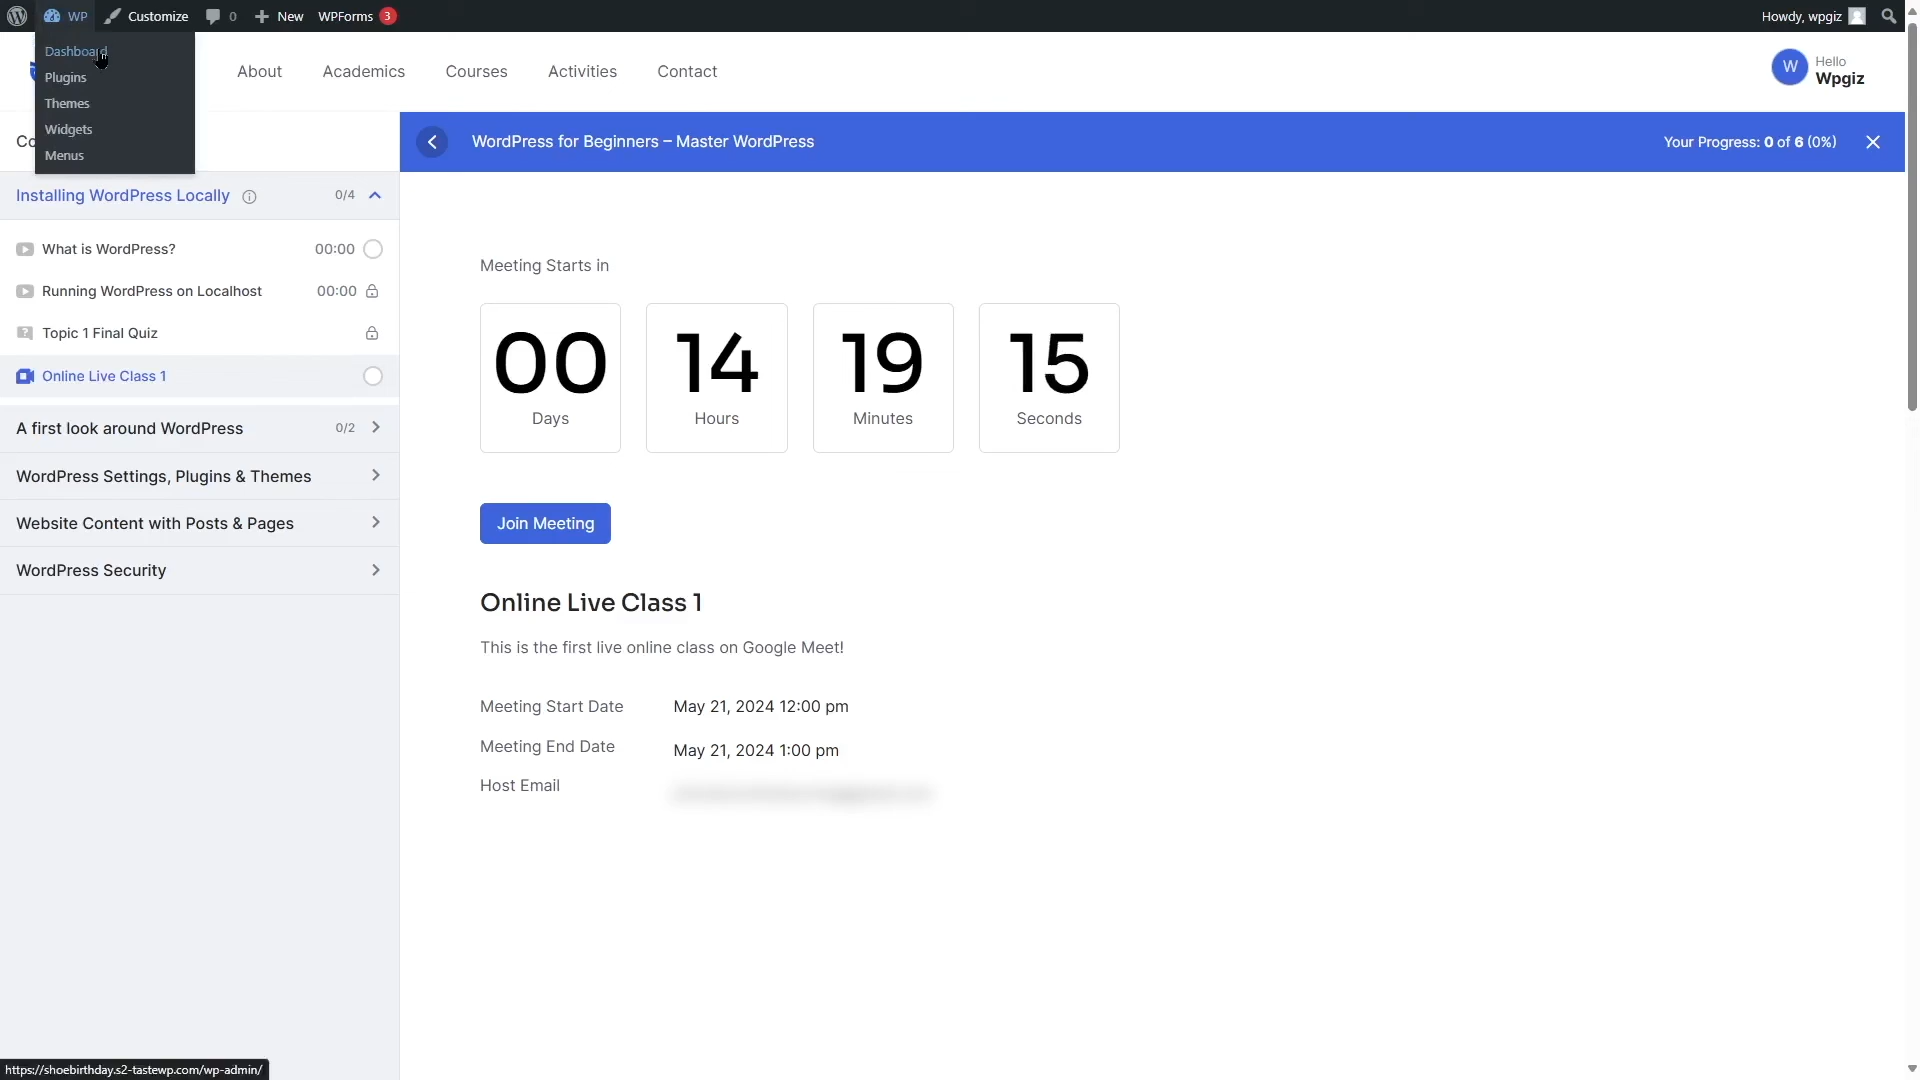 WP Customize 0 New WPForms 3
Howdy, wpgiz
Dashboard
Plugins
Themes
Widgets
Menus
About Academics Courses Activities Contact
W Hello
Wpgiz
WordPress for Beginners – Master WordPress
Your Progress: 0 of 6 (0%)
Installing WordPress Locally 0/4
What is WordPress? 00:00
Running WordPress on Localhost 00:00
Topic 1 Final Quiz
Online Live Class 1
A first look around WordPress 0/2
WordPress Settings, Plugins & Themes
Website Content with Posts & Pages
WordPress Security
Meeting Starts in
00 14 19 15
Days Hours Minutes Seconds
Join Meeting
Online Live Class 1
This is the first live online class on Google Meet!
Meeting Start Date May 21, 2024 12:00 pm
Meeting End Date May 21, 2024 1:00 pm
Host Email
https://shoebirthday.s2-tastewp.com/wp-admin/